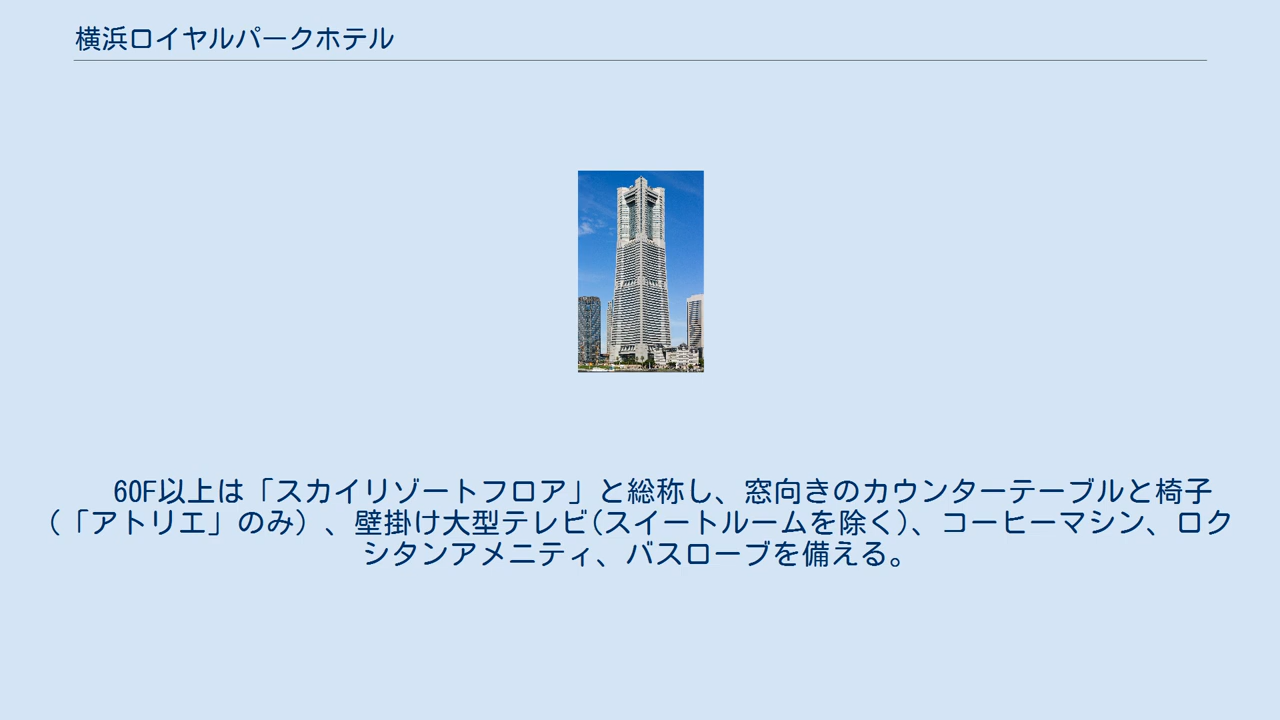 横浜ロイヤルパークホテル
60F以上は「スカイリゾートフロア」と総称し、窓向きのカウンターテーブルと椅子
(「アトリエ」のみ) 、壁掛け大型テレビ(スイートルームを除く)、コーヒーマシン、ロク
シタンアメニティ、バスローブを備える。